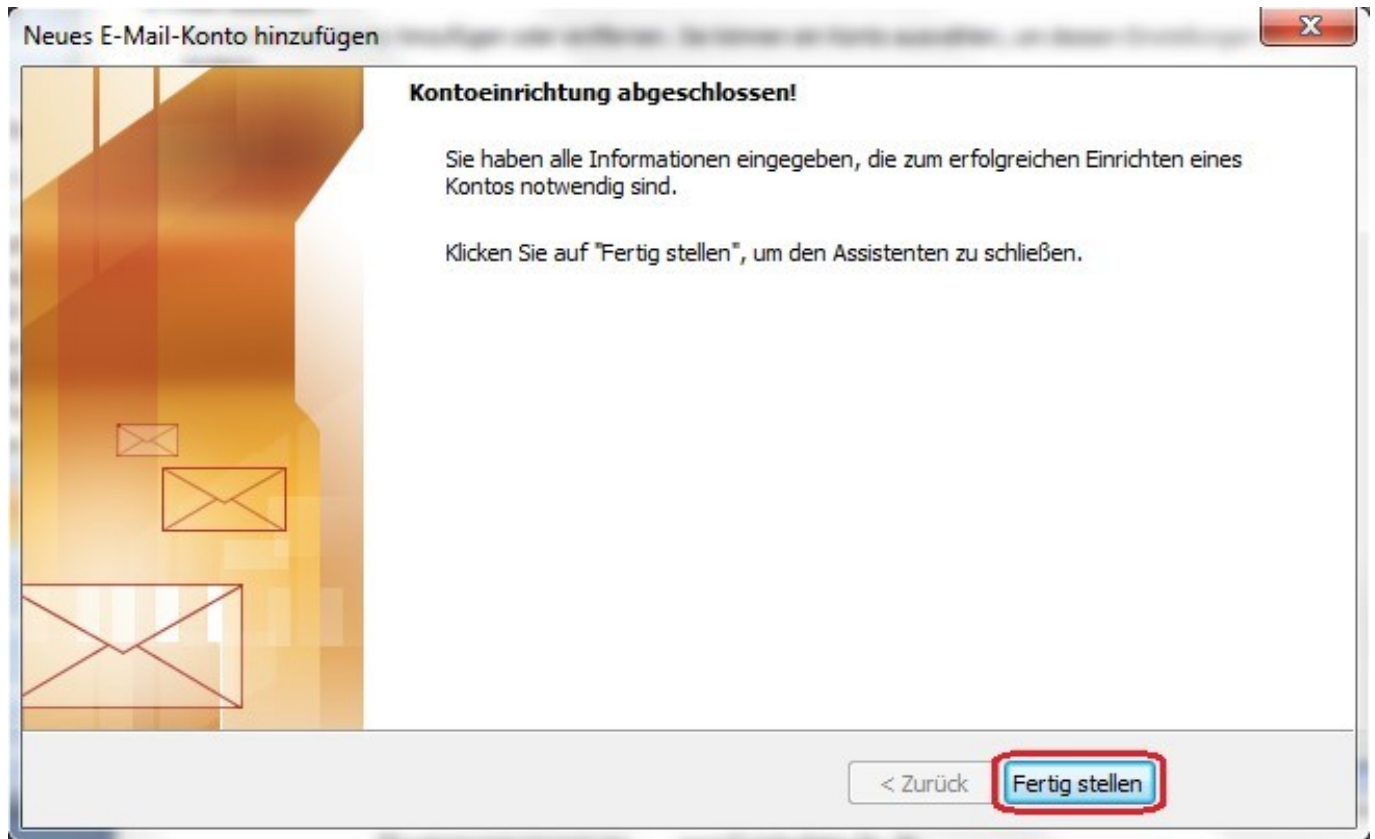 Neues E-Mail-Konto hinzufügen
Kontoeinrichtung abgeschlossen!
Sie haben alle Informationen eingegeben, die zum erfolgreichen Einrichten eines
Kontos notwendig sind.
Klicken Sie auf "Fertig stellen", um den Assistenten zu schließen.
< Zurück
Fertig stellen